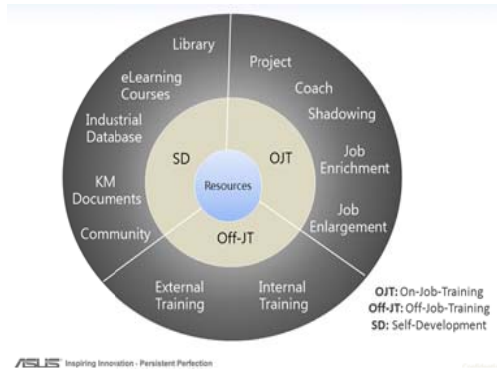 Library
eLearning
Courses
Industrial
Database
KM
Documents
Community
Project
Coach
Shadowing
Job
Enrichment
Job
Enlargement
SD
OJT
Resources
Off-JT
External
Training
Internal
Training
OJT: On-Job-Training
Off-JT: Off-Job-Training
SD: Self-Development
ASUS Inspiring Innovation - Persistent Perfection